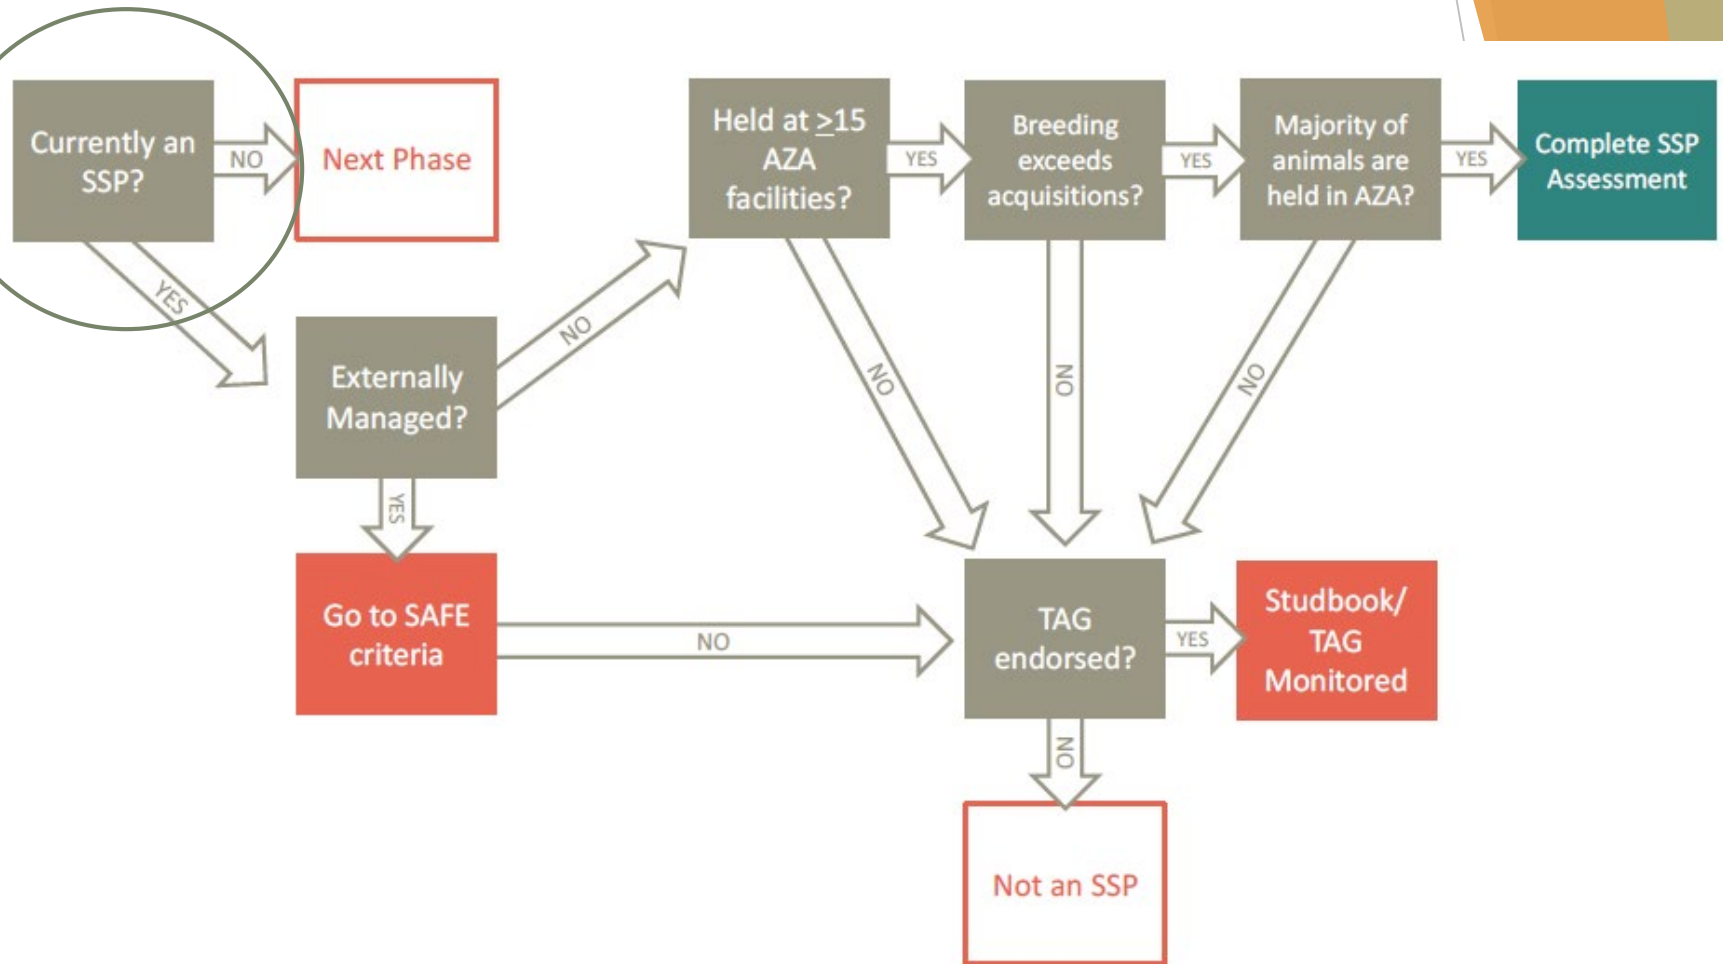 Currently an
SSP?
NO
Next Phase
Held at ≥15
AZA
facilities?
YES
Breeding
exceeds
acquisitions?
YES
Majority of
animals are
held in AZA?
YES
Complete SSP
Assessment
YES
NO
Externally
Managed?
NO
NO
NO
YES
Go to SAFE
criteria
NO
TAG
endorsed?
YES
Studbook/
TAG
Monitored
NO
Not an SSP